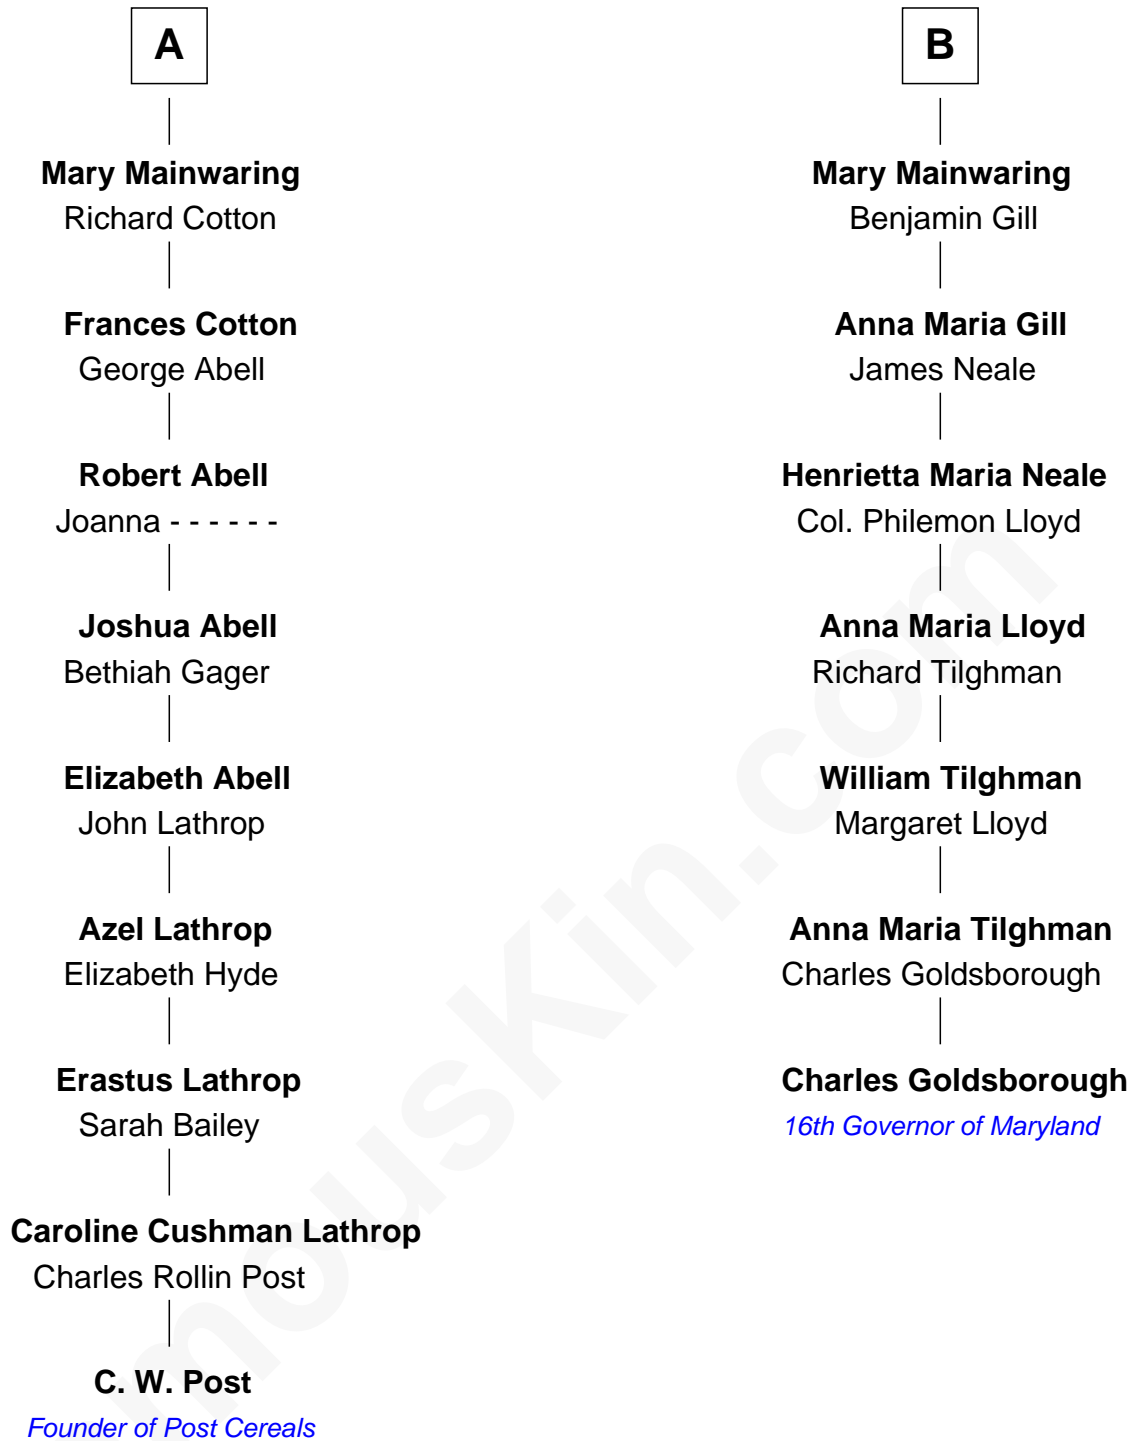 A
Mary Mainwaring
Richard Cotton
Frances Cotton
George Abell
Robert Abell
Joanna - - - - - -
Joshua Abell
Bethiah Gager
Elizabeth Abell
John Lathrop
Azel Lathrop
Elizabeth Hyde
Erastus Lathrop
Sarah Bailey
Caroline Cushman Lathrop
Charles Rollin Post
C. W. Post
Founder of Post Cereals
B
Mary Mainwaring
Benjamin Gill
Anna Maria Gill
James Neale
Henrietta Maria Neale
Col. Philemon Lloyd
Anna Maria Lloyd
Richard Tilghman
William Tilghman
Margaret Lloyd
Anna Maria Tilghman
Charles Goldsborough
Charles Goldsborough
16th Governor of Maryland
mousKin.com